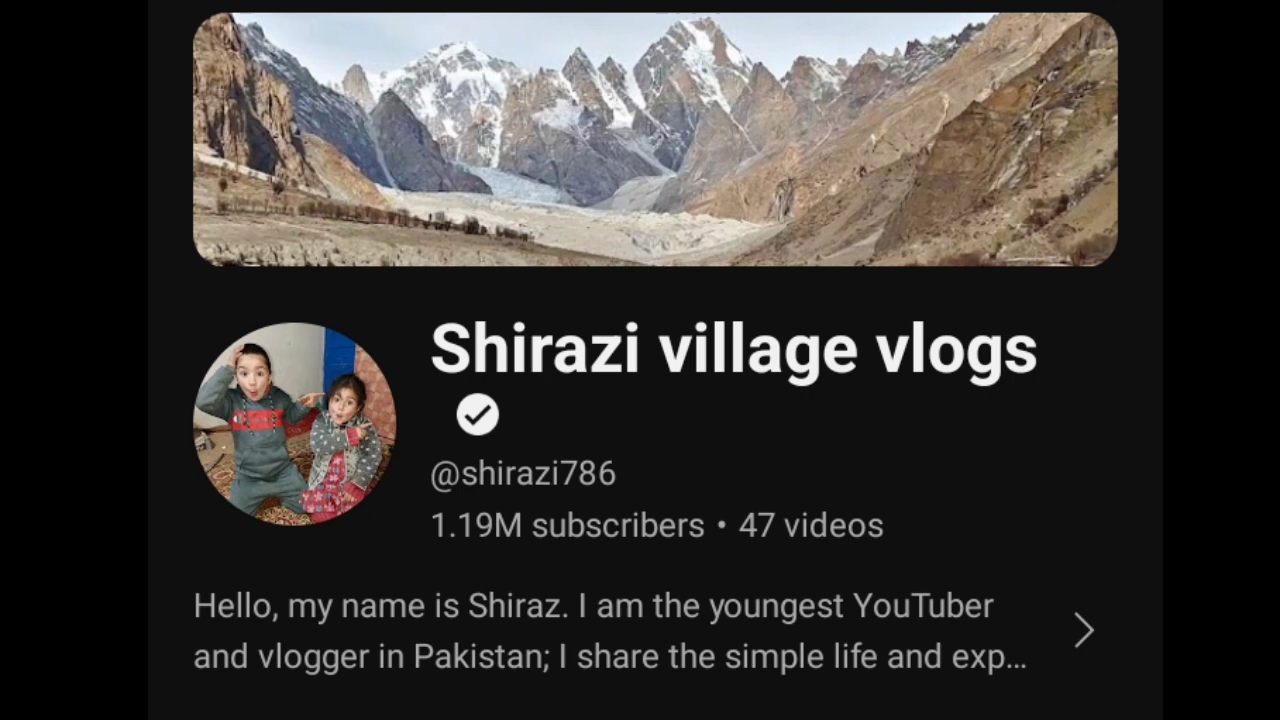 Shirazi village vlogs
@shirazi786
1.19M subscribers • 47 videos
Hello, my name is Shiraz. I am the youngest YouTuber
and vlogger in Pakistan; I share the simple life and exp...